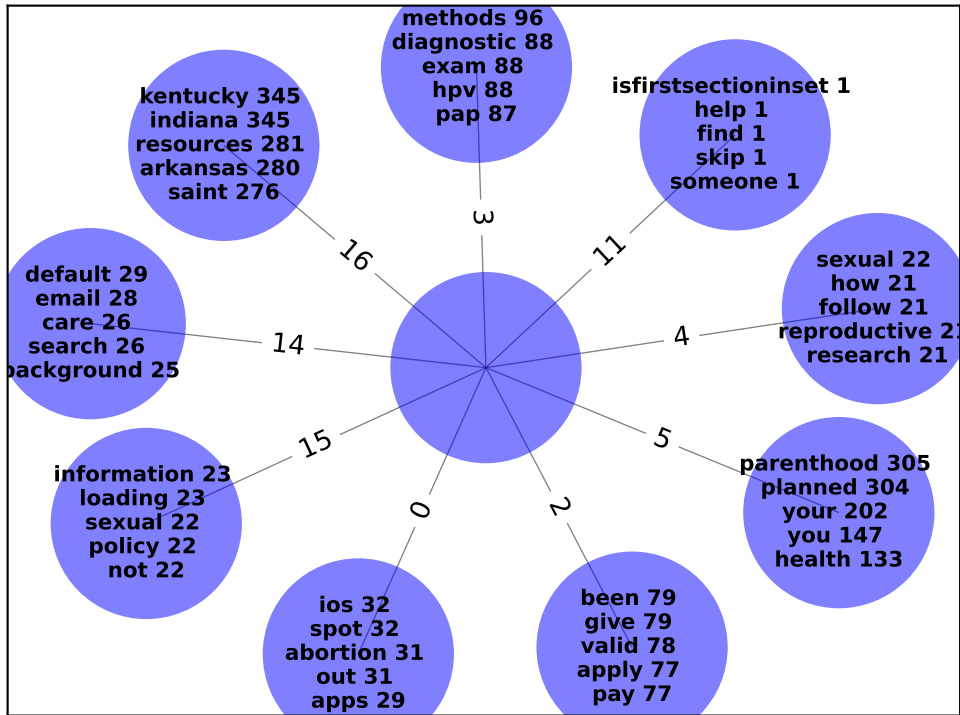 methods 96
diagnostic 88
exam 88
hpv 88
pap 87
isfirstsectioninset 1
help 1
find 1
skip 1
someone 1
kentucky 345
indiana 345
resources 281
arkansas 280
saint 276
3
11
16
sexual 22
how 21
follow 21
reproductive 21
research 21
default 29
email 28
care 26
search 26
background 25
4
14
5
15
parenthood 305
planned 304
your 202
you 147
health 133
information 23
loading 23
sexual 22
policy 22
not 22
0
2
ios 32
spot 32
abortion 31
out 31
apps 29
been 79
give 79
valid 78
apply 77
pay 77